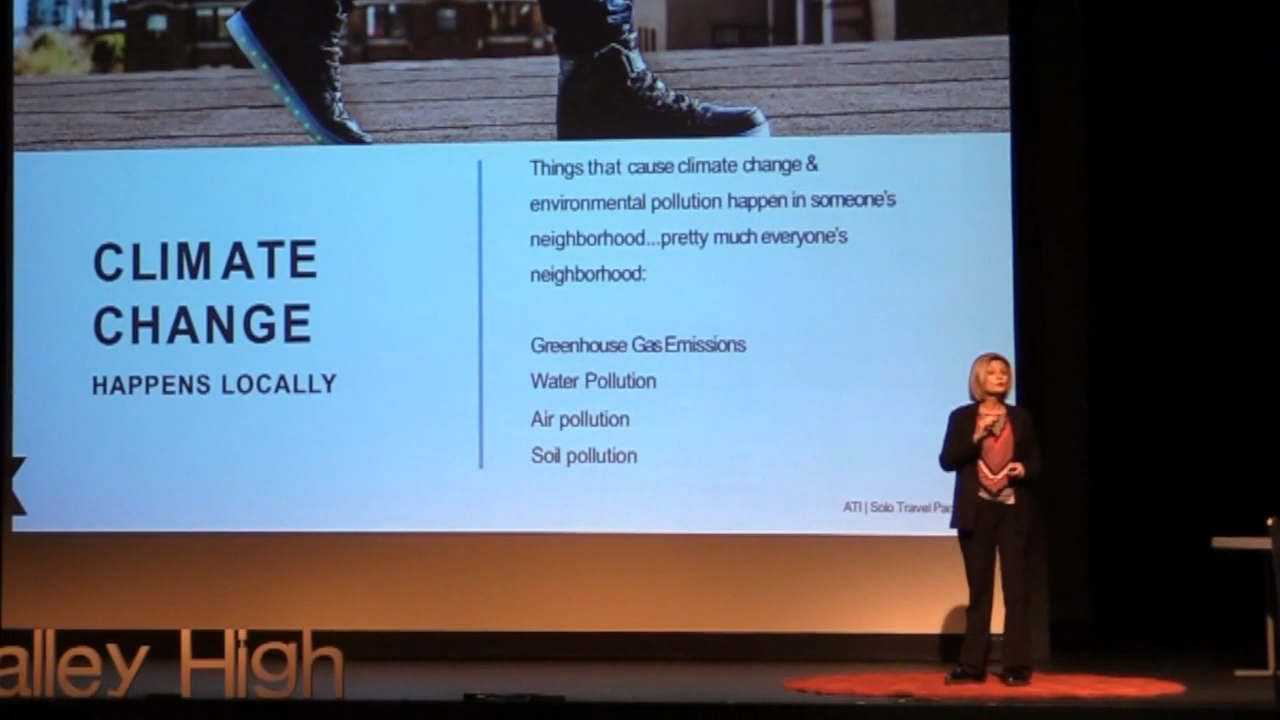 CLIMATE
CHANGE
HAPPENS LOCALLY
Things that cause climate change &
environmental pollution happen in someone's
neighborhood...pretty much everyone's
neighborhood:
Greenhouse Gas Emissions
Water Pollution
Air pollution
Soil pollution
ATI | Solo Travel
alley High